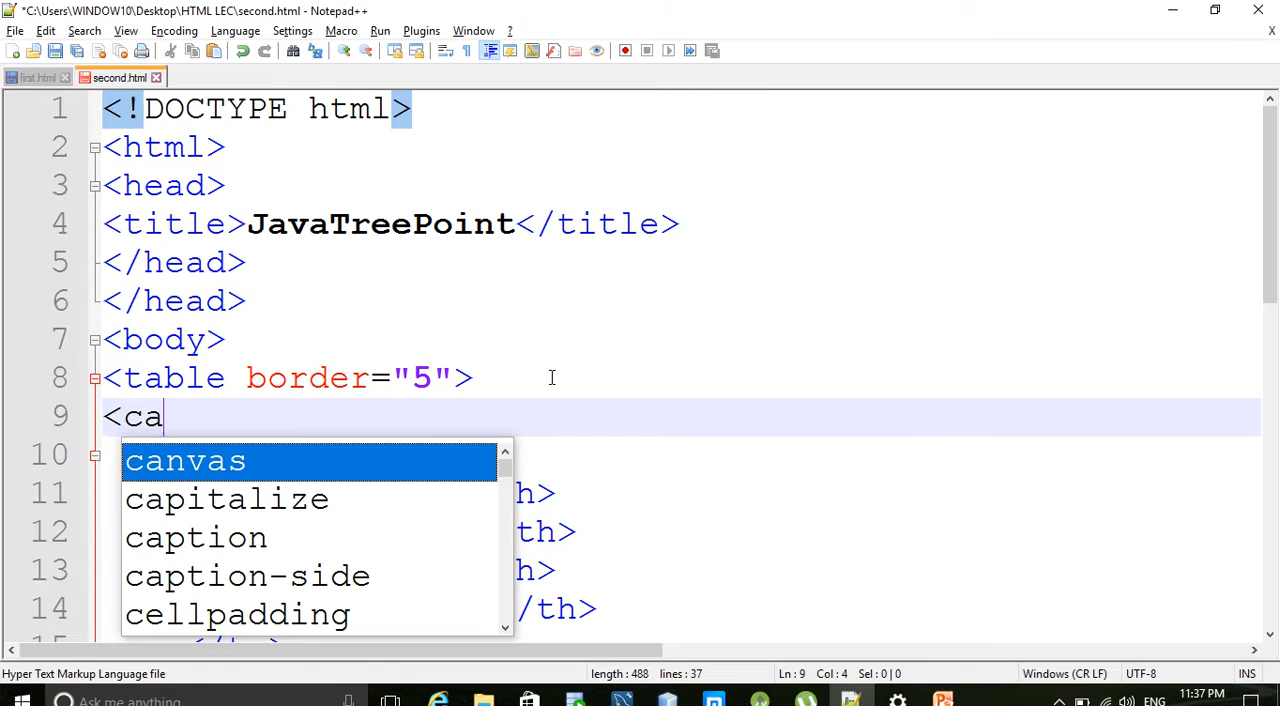 *C:\Users\WINDOW10\Desktop\HTML LEC\second.html - Notepad++
File Edit Search View Encoding Language Settings Macro Run Plugins Window ? X
first.html second.html
1 <!DOCTYPE html>
2 <html>
3 <head>
4 <title>JavaTreePoint</title>
5 </head>
6 </head>
7 <body>
8 <table border="5">
9 <ca
canvas
10
capitalize
11 h>
caption
12 th>
caption-side
13 h>
cellpadding
14 /th>
Hyper Text Markup Language file length : 488 lines : 37 Ln : 9 Col : 4 Sel : 0 | 0 Windows (CR LF) UTF-8 INS
Ask me anything ENG 11:37 PM